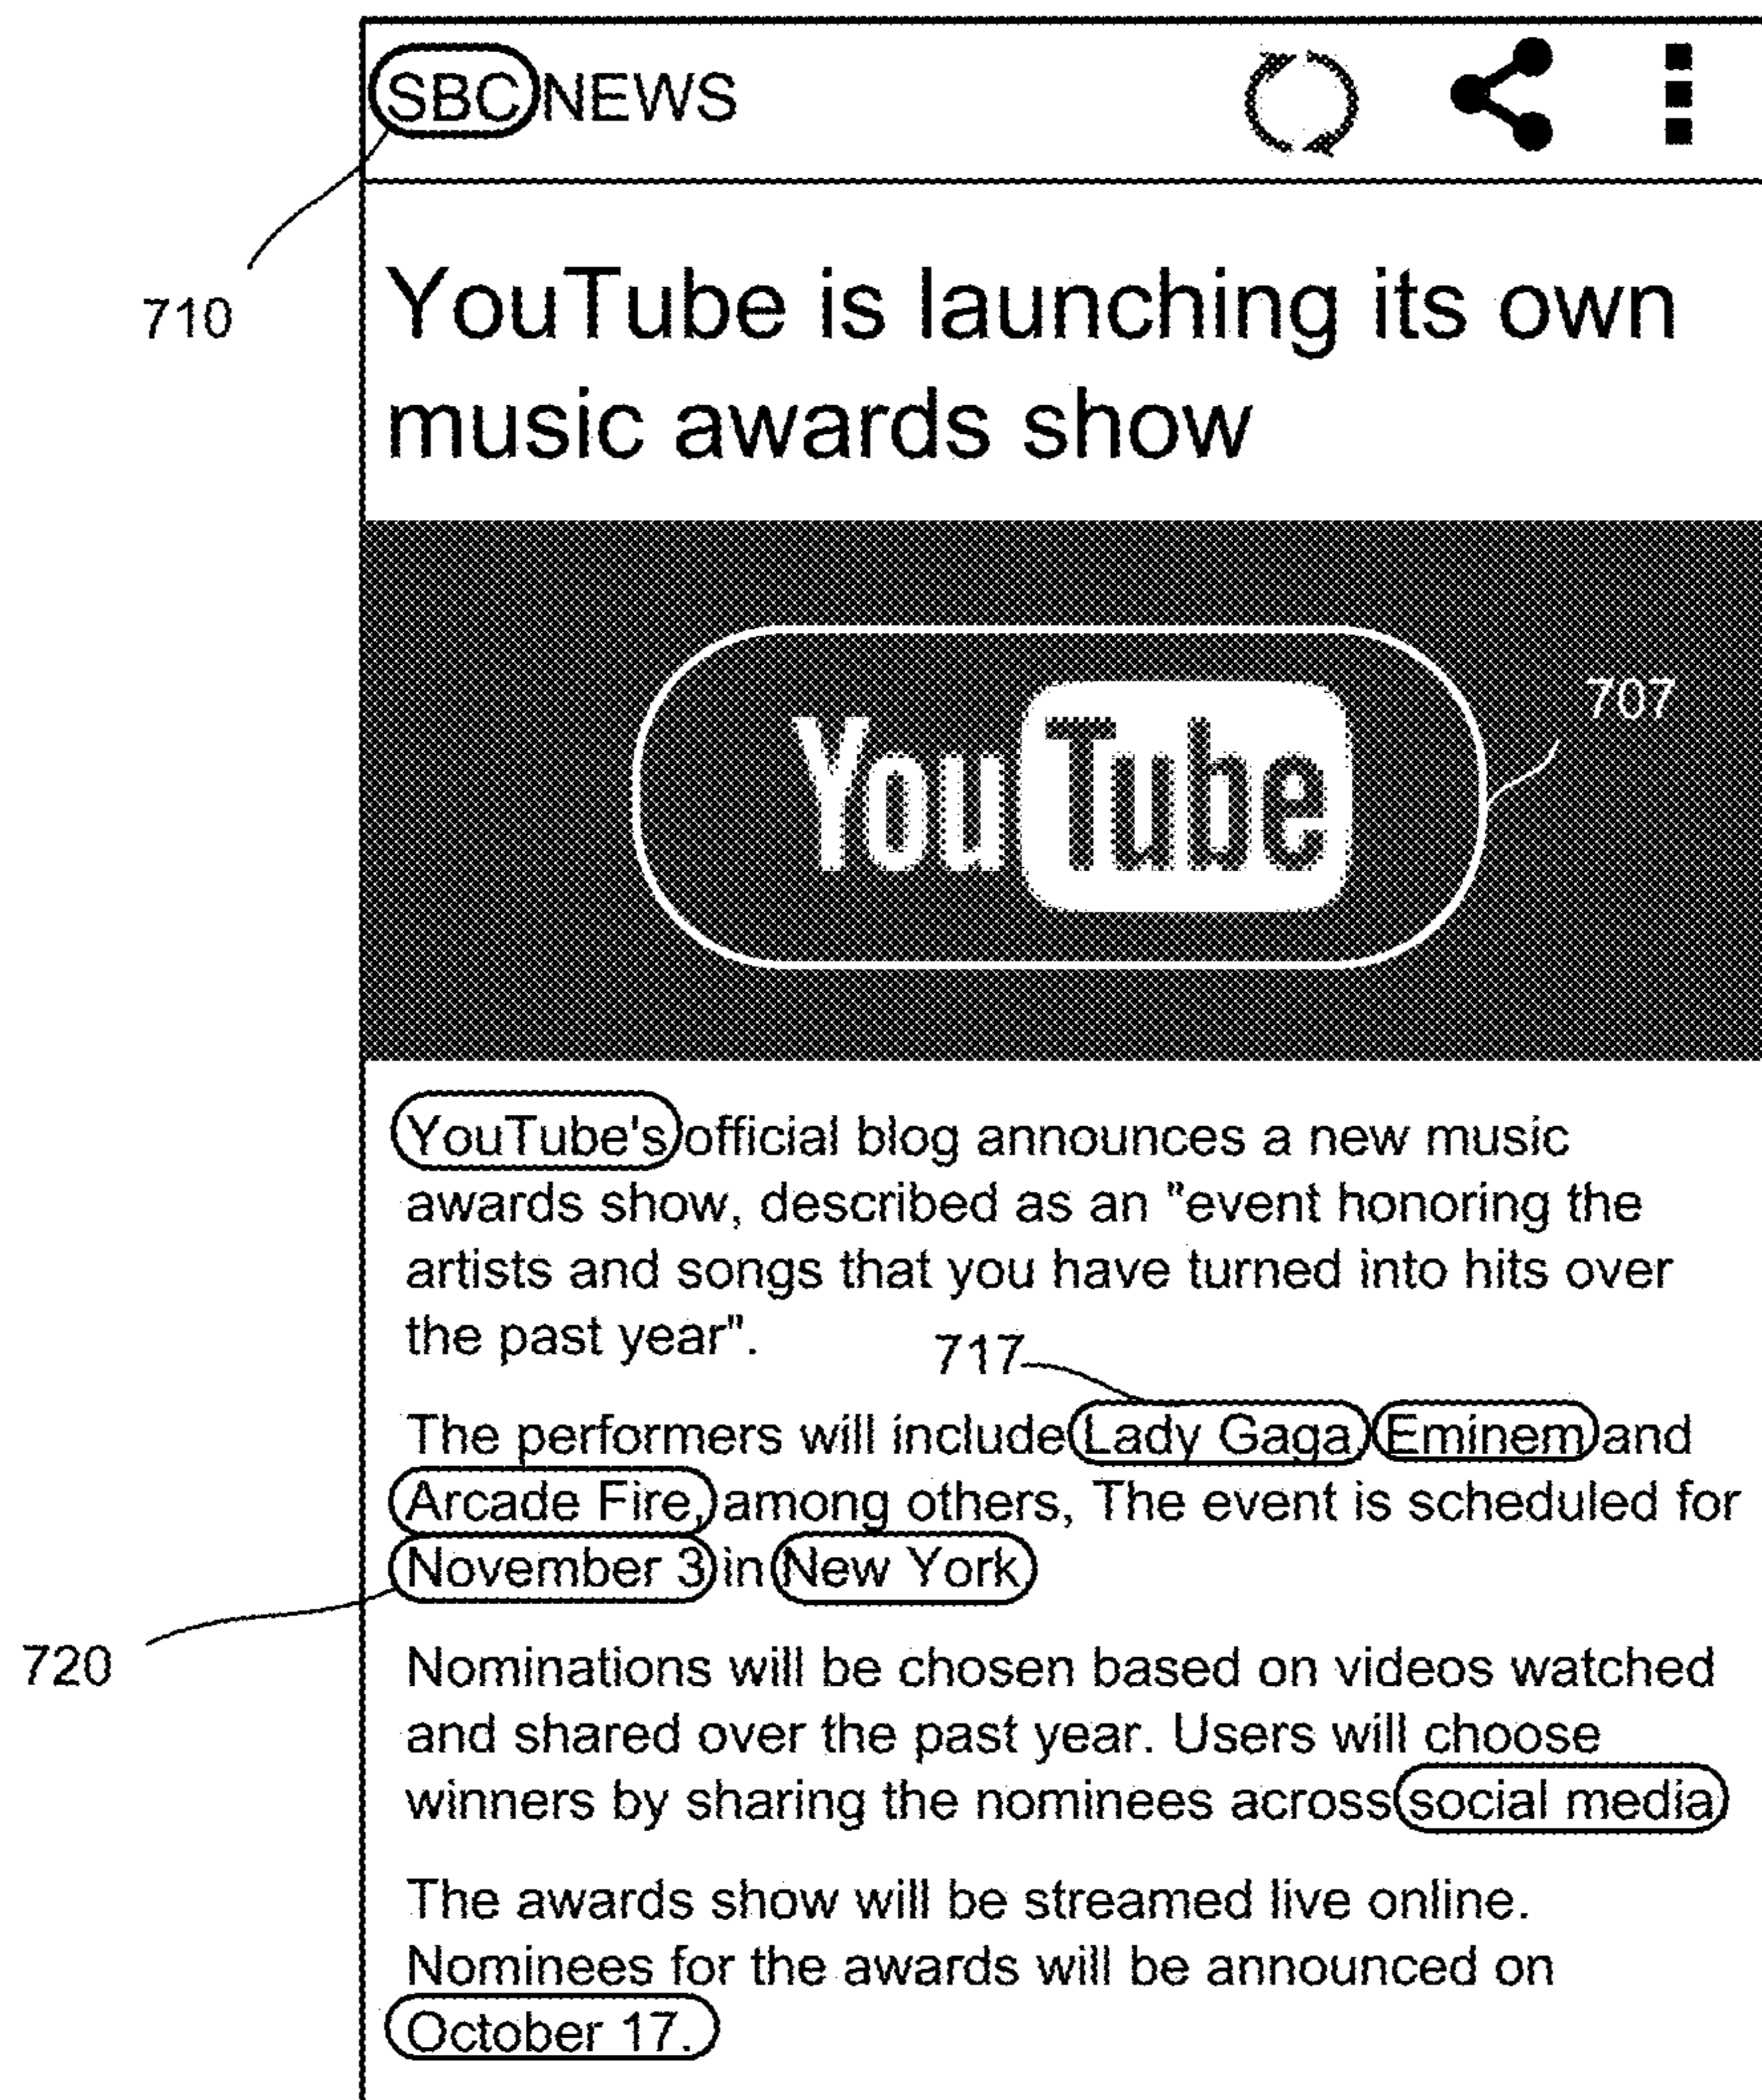 SBC NEWS
710
YouTube is launching its own
music awards show
707
YouTube
YouTube's official blog announces a new music
awards show, described as an "event honoring the
artists and songs that you have turned into hits over
the past year".
717
The performers will include Lady Gaga, Eminem and
Arcade Fire, among others, The event is scheduled for
November 3 in New York
720
Nominations will be chosen based on videos watched
and shared over the past year. Users will choose
winners by sharing the nominees across social media
The awards show will be streamed live online.
Nominees for the awards will be announced on
October 17.